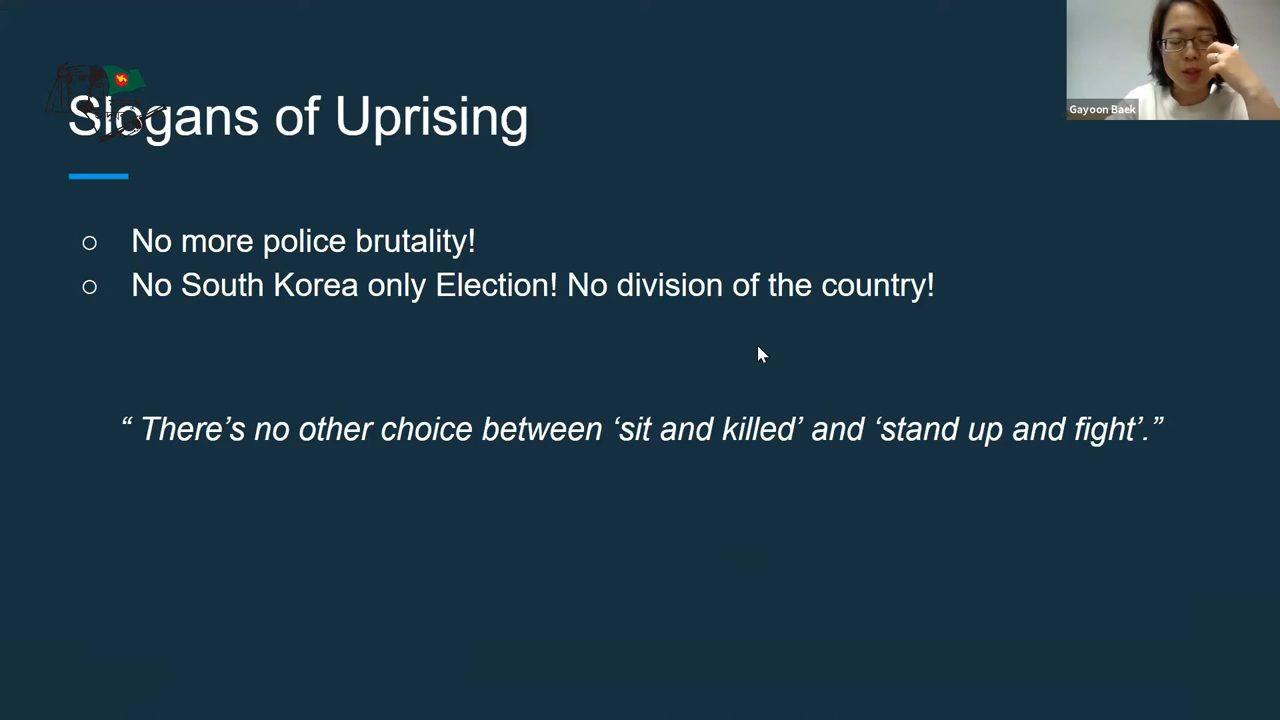 Gayoon Baek
Slogans of Uprising
○ No more police brutality!
○ No South Korea only Election! No division of the country!
“ There’s no other choice between ‘sit and killed’ and ‘stand up and fight’.”